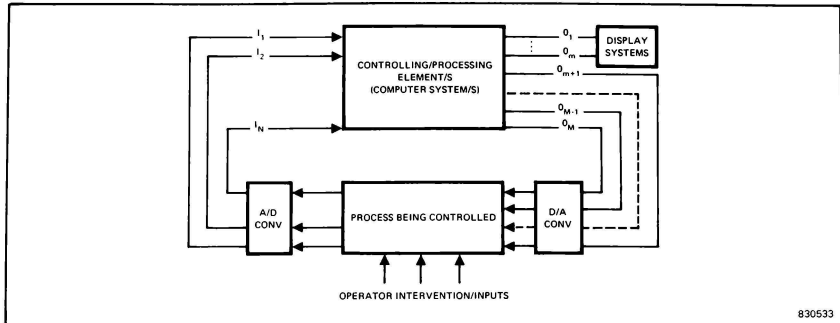 I1
I2
IN
CONTROLLING/PROCESSING
ELEMENT/S
(COMPUTER SYSTEM/S)
01
0m
0m+1
0M-1
0M
DISPLAY
SYSTEMS
A/D
CONV
PROCESS BEING CONTROLLED
D/A
CONV
OPERATOR INTERVENTION/INPUTS
830533